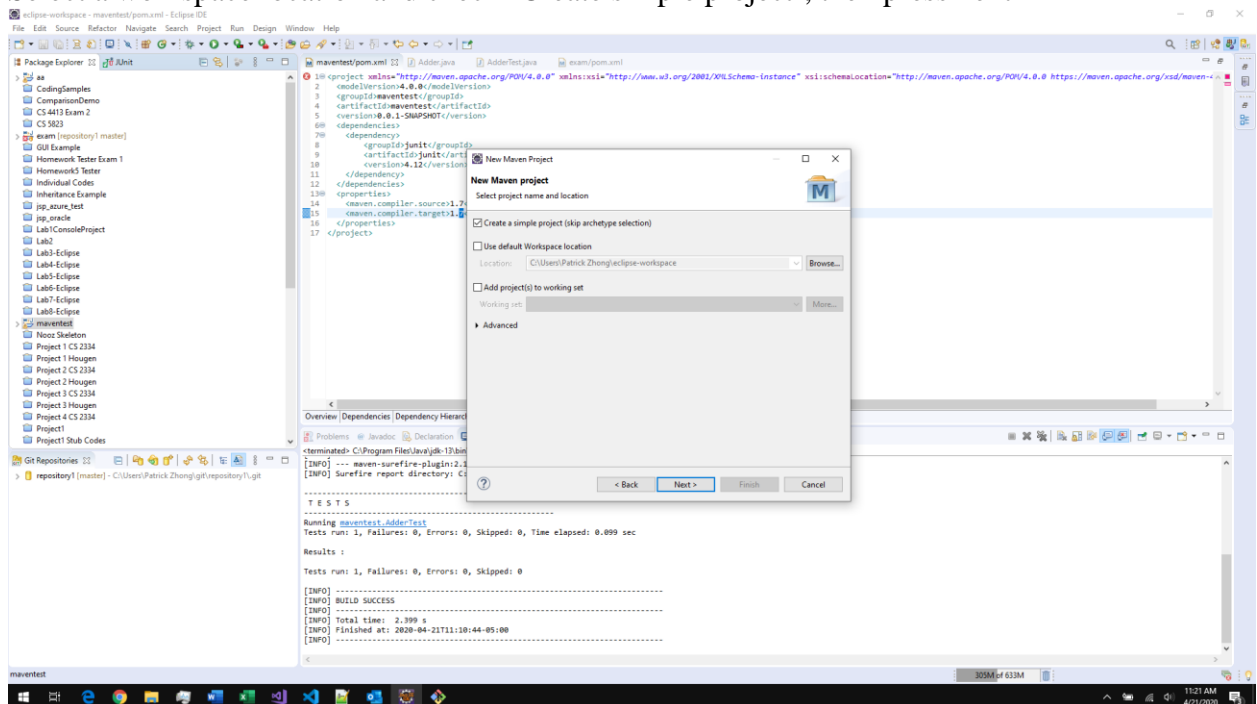 eclipse-workspace - maventest/pom.xml - Eclipse IDE
File Edit Source Refactor Navigate Search Project Run Design Window Help
Package Explorer JUnit
aa
CodingSamples
ComparisonDemo
CS 4413 Exam 2
CS 5823
exam [repository1 master]
GUI Example
Homework Tester Exam 1
Homework5 Tester
Individual Codes
Inheritance Example
jsp_azure_test
jsp_oracle
Lab1ConsoleProject
Lab2
Lab3-Eclipse
Lab4-Eclipse
Lab5-Eclipse
Lab6-Eclipse
Lab7-Eclipse
Lab8-Eclipse
maventest
Nooz Skeleton
Project 1 CS 2334
Project 1 Hougen
Project 2 CS 2334
Project 2 Hougen
Project 3 CS 2334
Project 3 Hougen
Project 4 CS 2334
Project1
Project1 Stub Codes
Git Repositories
repository1 [master] - C:\Users\Patrick Zhong\git\repository1\.git
maventest/pom.xml Adder.java AdderTest.java exam/pom.xml
1 <project xmlns="http://maven.apache.org/POM/4.0.0" xmlns:xsi="http://www.w3.org/2001/XMLSchema-instance" xsi:schemaLocation="http://maven.apache.org/POM/4.0.0 https://maven.apache.org/xsd/maven-4
2 <modelVersion>4.0.0</modelVersion>
3 <groupId>maventest</groupId>
4 <artifactId>maventest</artifactId>
5 <version>0.0.1-SNAPSHOT</version>
6 <dependencies>
7 <dependency>
8 <groupId>junit</groupId>
9 <artifactId>junit</arti
10 <version>4.12</version
11 </dependency>
12 </dependencies>
13 <properties>
14 <maven.compiler.source>1.7
15 <maven.compiler.target>1.7
16 </properties>
17 </project>
Overview Dependencies Dependency Hierarc
New Maven Project
New Maven project
Select project name and location
M
Create a simple project (skip archetype selection)
Use default Workspace location
Location: C:\Users\Patrick Zhong\eclipse-workspace Browse...
Add project(s) to working set
Working set: More...
Advanced
? < Back Next > Finish Cancel
Problems Javadoc Declaration
<terminated> C:\Program Files\Java\jdk-13\bin
[INFO] --- maven-surefire-plugin:2.1
[INFO] Surefire report directory: C:
-------------------------------------------------------
T E S T S
-------------------------------------------------------
Running maventest.AdderTest
Tests run: 1, Failures: 0, Errors: 0, Skipped: 0, Time elapsed: 0.099 sec
Results :
Tests run: 1, Failures: 0, Errors: 0, Skipped: 0
[INFO] ------------------------------------------------------------------------
[INFO] BUILD SUCCESS
[INFO] ------------------------------------------------------------------------
[INFO] Total time: 2.399 s
[INFO] Finished at: 2020-04-21T11:10:44-05:00
[INFO] ------------------------------------------------------------------------
maventest
305M of 633M
11:21 AM
4/21/2020